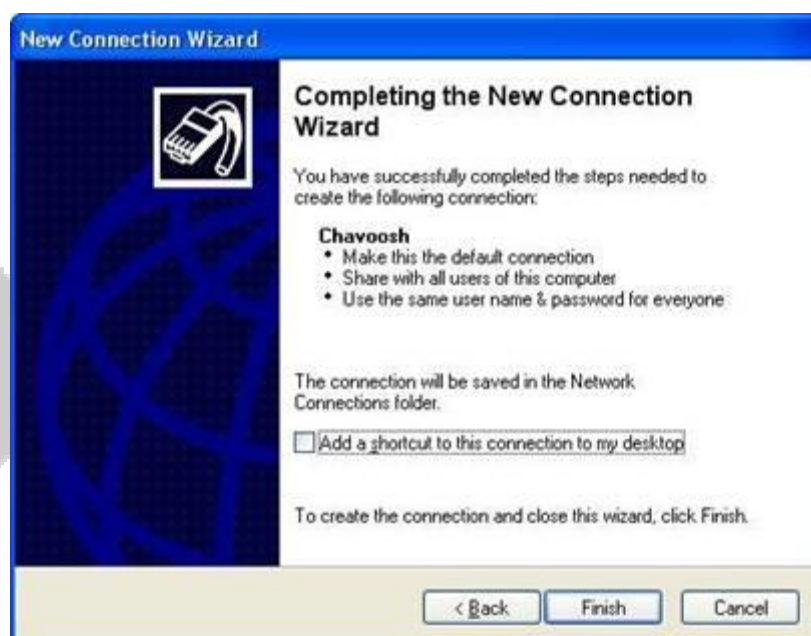 New Connection Wizard
Completing the New Connection
Wizard
You have successfully completed the steps needed to
create the following connection:
Chavoosh
• Make this the default connection
• Share with all users of this computer
• Use the same user name & password for everyone
The connection will be saved in the Network
Connections folder.
Add a shortcut to this connection to my desktop
To create the connection and close this wizard, click Finish.
< Back Finish Cancel